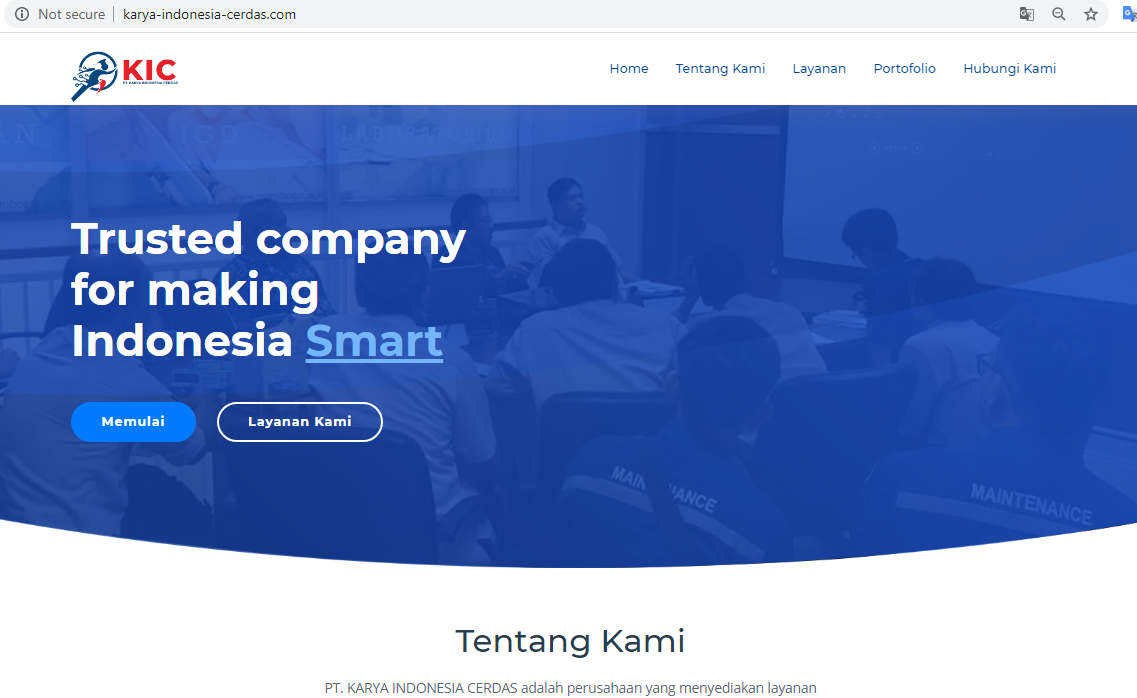 Not secure karya-indonesia-cerdas.com
KIC
PT. KARYA INDONESIA CERDAS
Home Tentang Kami Layanan Portofolio Hubungi Kami
IGD
LABORATORIUM
Trusted company
for making
Indonesia Smart
Memulai Layanan Kami
MAINTENANCE
MAINTENANCE
Tentang Kami
PT. KARYA INDONESIA CERDAS adalah perusahaan yang menyediakan layanan